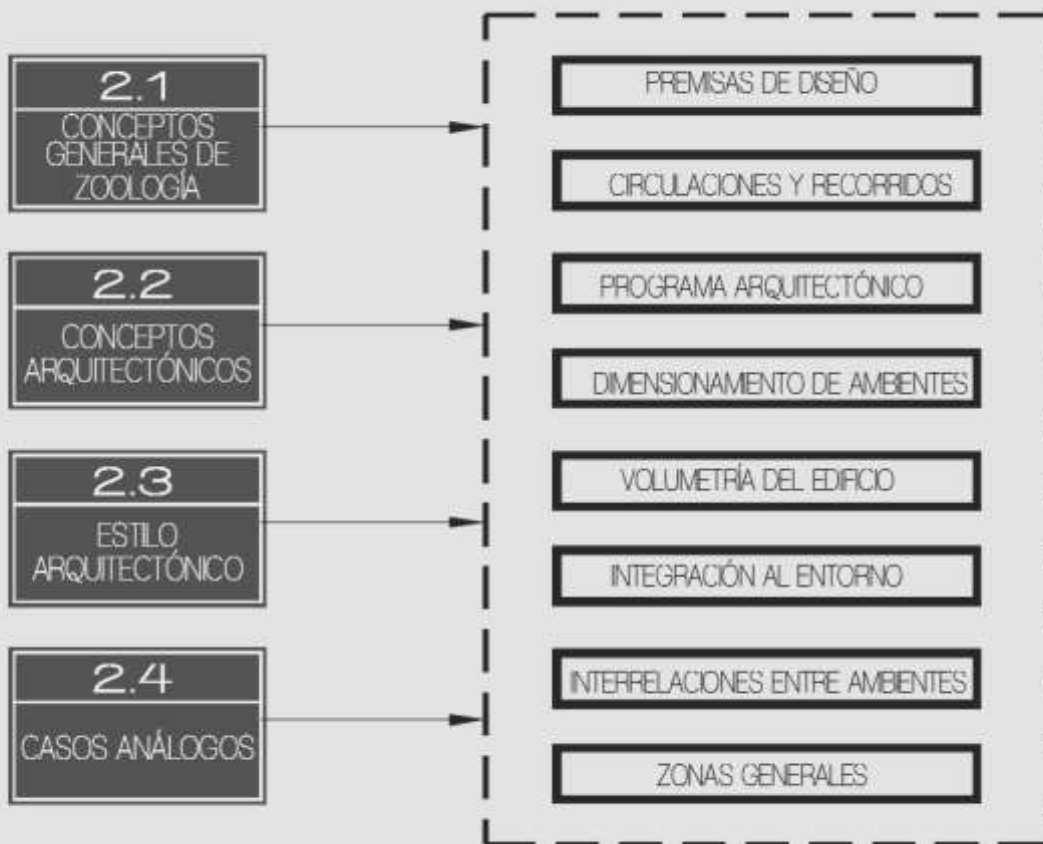 2.1
CONCEPTOS
GENERALES DE
ZOOLOGÍA
2.2
CONCEPTOS
ARQUITECTÓNICOS
2.3
ESTILO
ARQUITECTÓNICO
2.4
CASOS ANÁLOGOS
PREMISAS DE DISEÑO
CIRCULACIONES Y RECORRIDOS
PROGRAMA ARQUITECTÓNICO
DIMENSIONAMIENTO DE AMBIENTES
VOLUMETRÍA DEL EDIFICIO
INTEGRACIÓN AL ENTORNO
INTERRELACIONES ENTRE AMBIENTES
ZONAS GENERALES